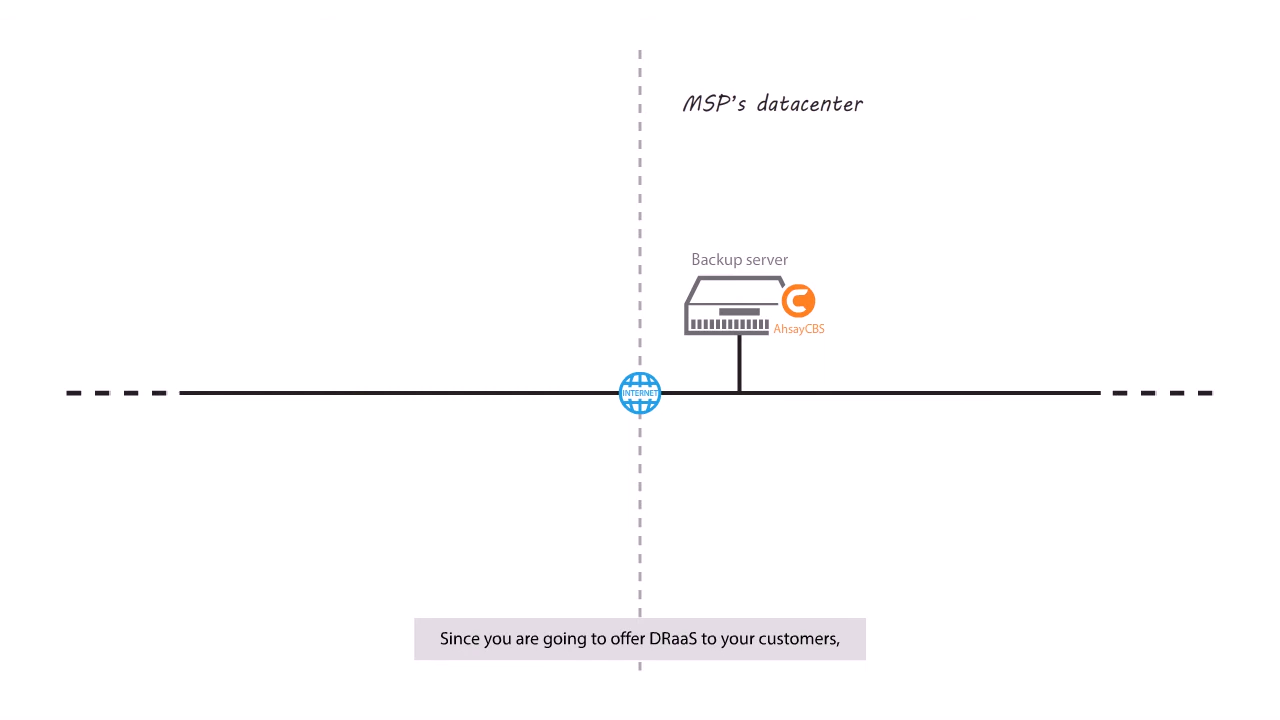 MSP's datacenter
Backup server
AhsayCBS
INTERNET
Since you are going to offer DRaaS to your customers,